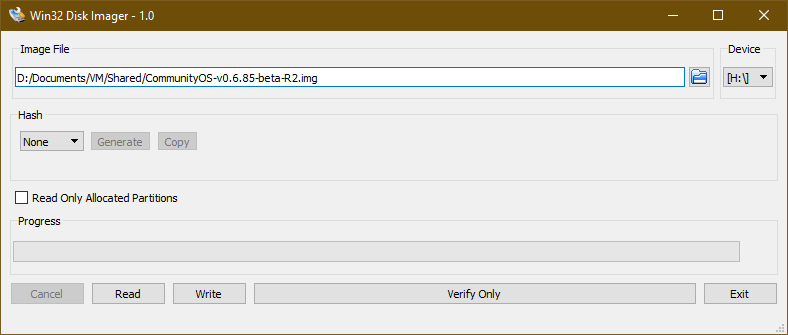 Win32 Disk Imager - 1.0
Image File
Device
D:/Documents/VM/Shared/CommunityOS-v0.6.85-beta-R2.img
[H:\]
Hash
None
Generate
Copy
Read Only Allocated Partitions
Progress
Cancel
Read
Write
Verify Only
Exit